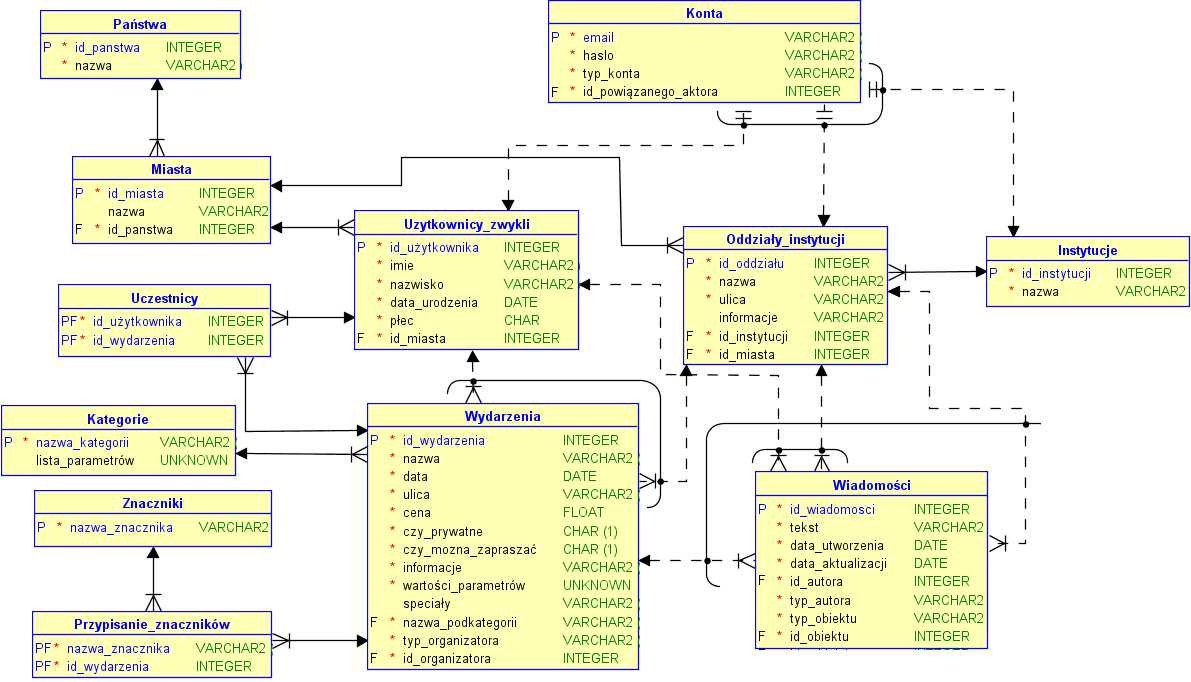 Państwa
P * id_panstwa INTEGER
* nazwa VARCHAR2
Konta
P * email VARCHAR2
* haslo VARCHAR2
* typ_konta VARCHAR2
F * id_powiązanego_aktora INTEGER
Miasta
P * id_miasta INTEGER
nazwa VARCHAR2
F * id_panstwa INTEGER
Uzytkownicy_zwykli
P * id_użytkownika INTEGER
* imie VARCHAR2
* nazwisko VARCHAR2
* data_urodzenia DATE
* płec CHAR
F * id_miasta INTEGER
Oddziały_instytucji
P * id_oddziału INTEGER
* nazwa VARCHAR2
* ulica VARCHAR2
informacje VARCHAR2
F * id_instytucji INTEGER
F * id_miasta INTEGER
Instytucje
P * id_instytucji INTEGER
* nazwa VARCHAR2
Uczestnicy
PF* id_użytkownika INTEGER
PF* id_wydarzenia INTEGER
Kategorie
P * nazwa_kategorii VARCHAR2
lista_parametrów UNKNOWN
Wydarzenia
P * id_wydarzenia INTEGER
* nazwa VARCHAR2
* data DATE
* ulica VARCHAR2
* cena FLOAT
* czy_prywatne CHAR (1)
* czy_mozna_zapraszać CHAR (1)
* informacje VARCHAR2
* wartości_parametrów UNKNOWN
speciały VARCHAR2
F * nazwa_podkategorii VARCHAR2
* typ_organizatora VARCHAR2
F * id_organizatora INTEGER
Wiadomości
P * id_wiadomosci INTEGER
* tekst VARCHAR2
* data_utworzenia DATE
* data_aktualizacji DATE
F * id_autora INTEGER
* typ_autora VARCHAR2
* typ_obiektu VARCHAR2
F * id_obiektu INTEGER
Znaczniki
P * nazwa_znacznika VARCHAR2
Przypisanie_znaczników
PF* nazwa_znacznika VARCHAR2
PF* id_wydarzenia INTEGER